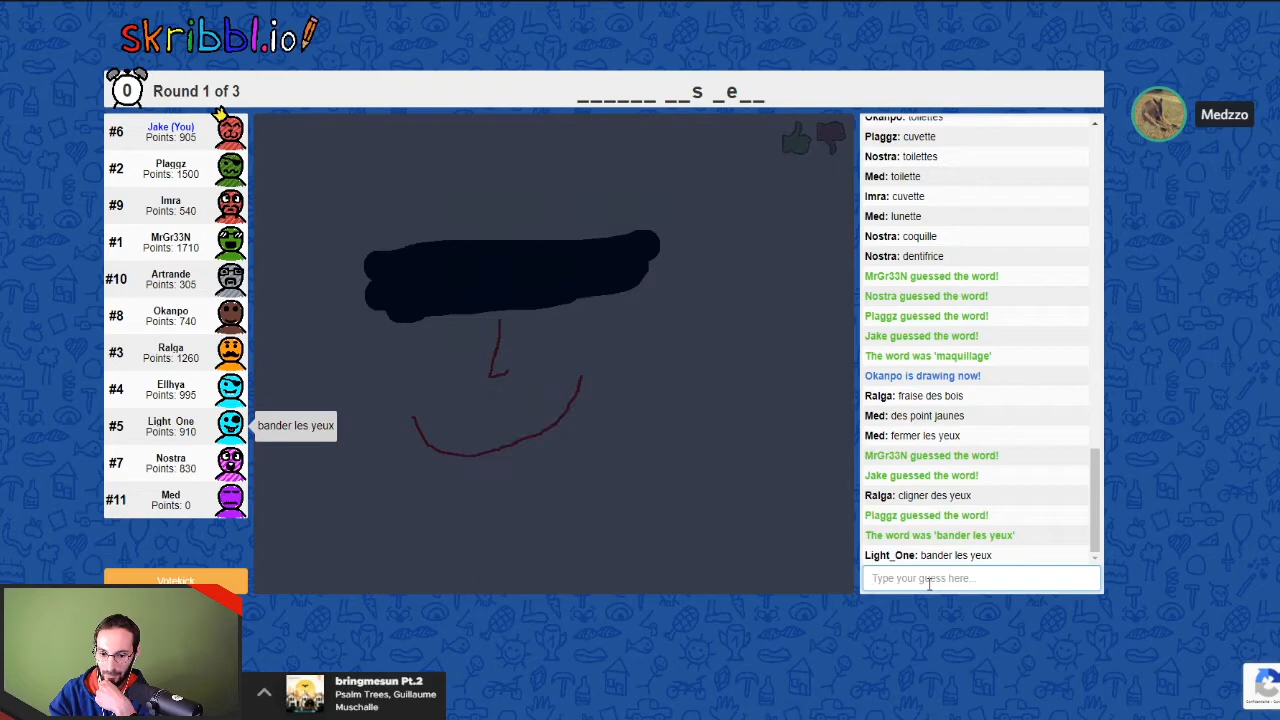 skribbl.io
0
Round 1 of 3
______ __s _e__
Medzzo
#6 Jake (You) Points: 905
#2 Plaggz Points: 1500
#9 Imra Points: 540
#1 MrGr33N Points: 1710
#10 Artrande Points: 305
#8 Okanpo Points: 740
#3 Ralga Points: 1260
#4 Eilhya Points: 995
#5 Light_One Points: 910
#7 Nostra Points: 830
#11 Med Points: 0
bander les yeux
Votekick
Okanpo: toilettes
Plaggz: cuvette
Nostra: toilettes
Med: toilette
Imra: cuvette
Med: lunette
Nostra: coquille
Nostra: dentifrice
MrGr33N guessed the word!
Nostra guessed the word!
Plaggz guessed the word!
Jake guessed the word!
The word was 'maquillage'
Okanpo is drawing now!
Ralga: fraise des bois
Med: des point jaunes
Med: fermer les yeux
MrGr33N guessed the word!
Jake guessed the word!
Ralga: cligner des yeux
Plaggz guessed the word!
The word was 'bander les yeux'
Light_One: bander les yeux
Type your guess here...
bringmesun Pt.2
Psalm Trees, Guillaume
Muschalle